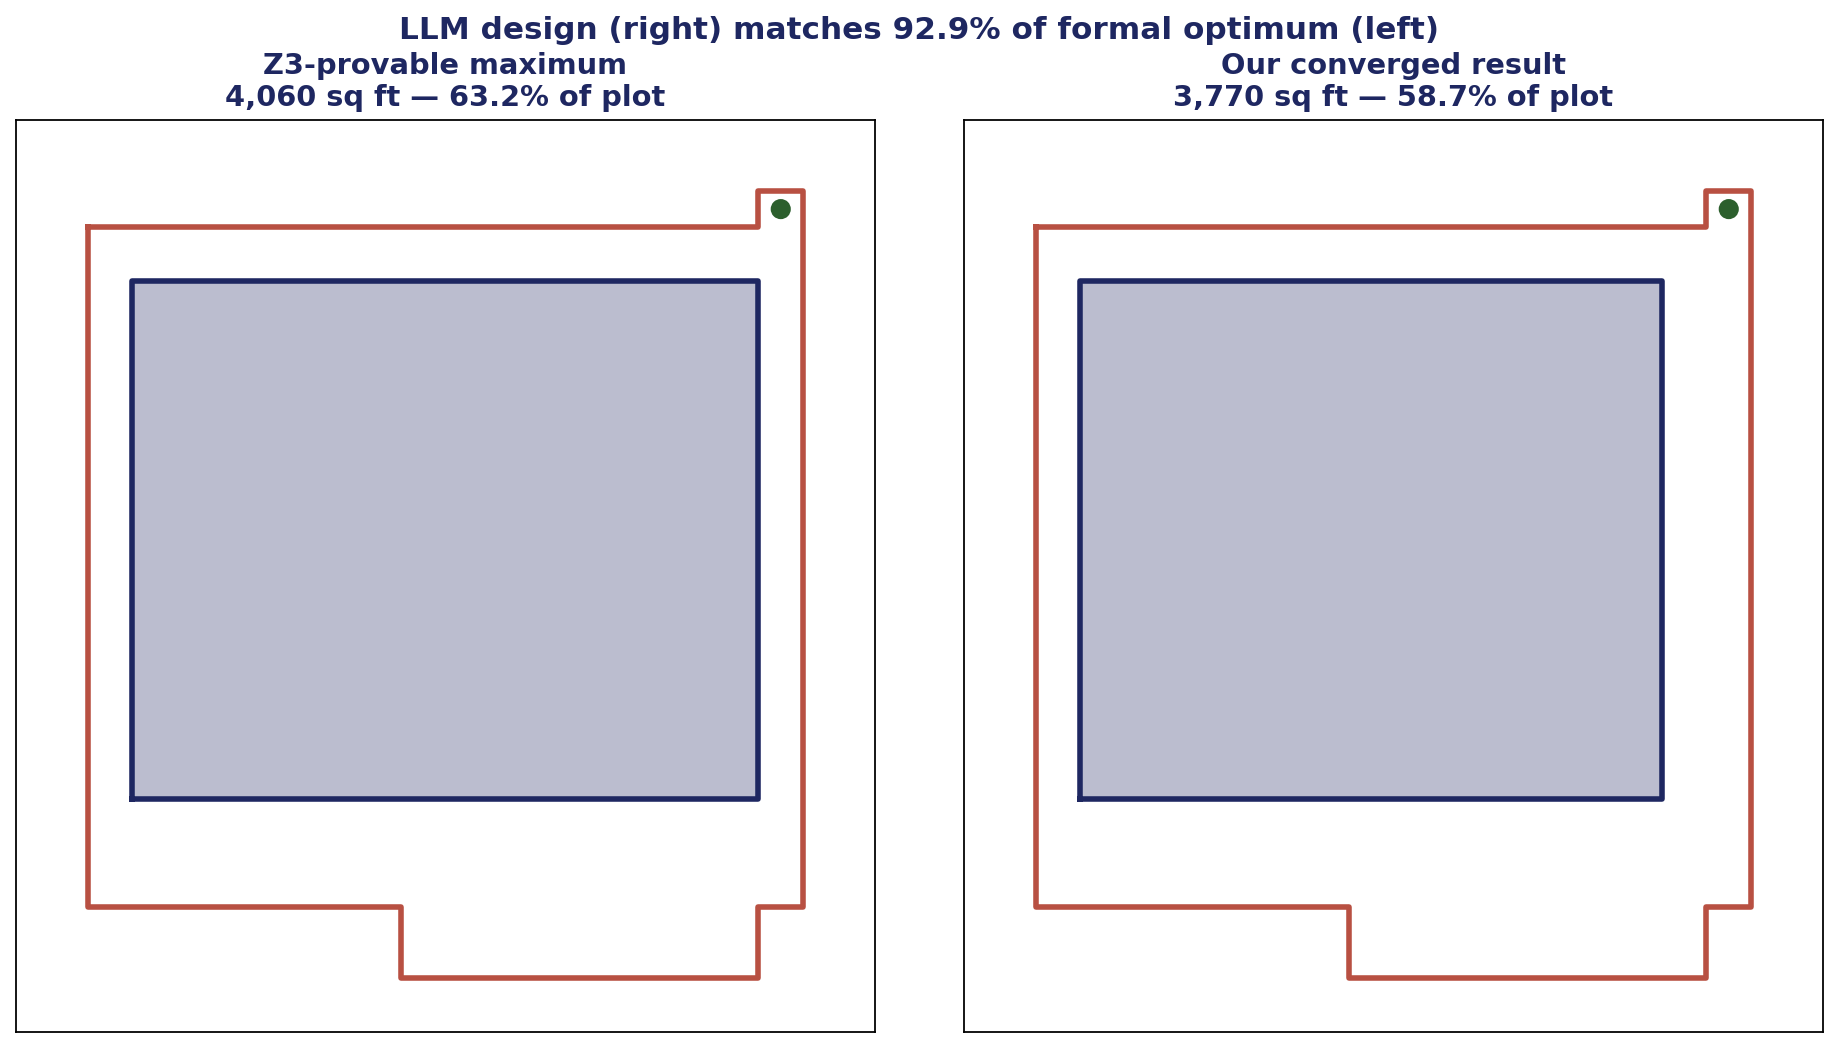 LLM design (right) matches 92.9% of formal optimum (left)
Z3-provable maximum
4,060 sq ft — 63.2% of plot
Our converged result
3,770 sq ft — 58.7% of plot